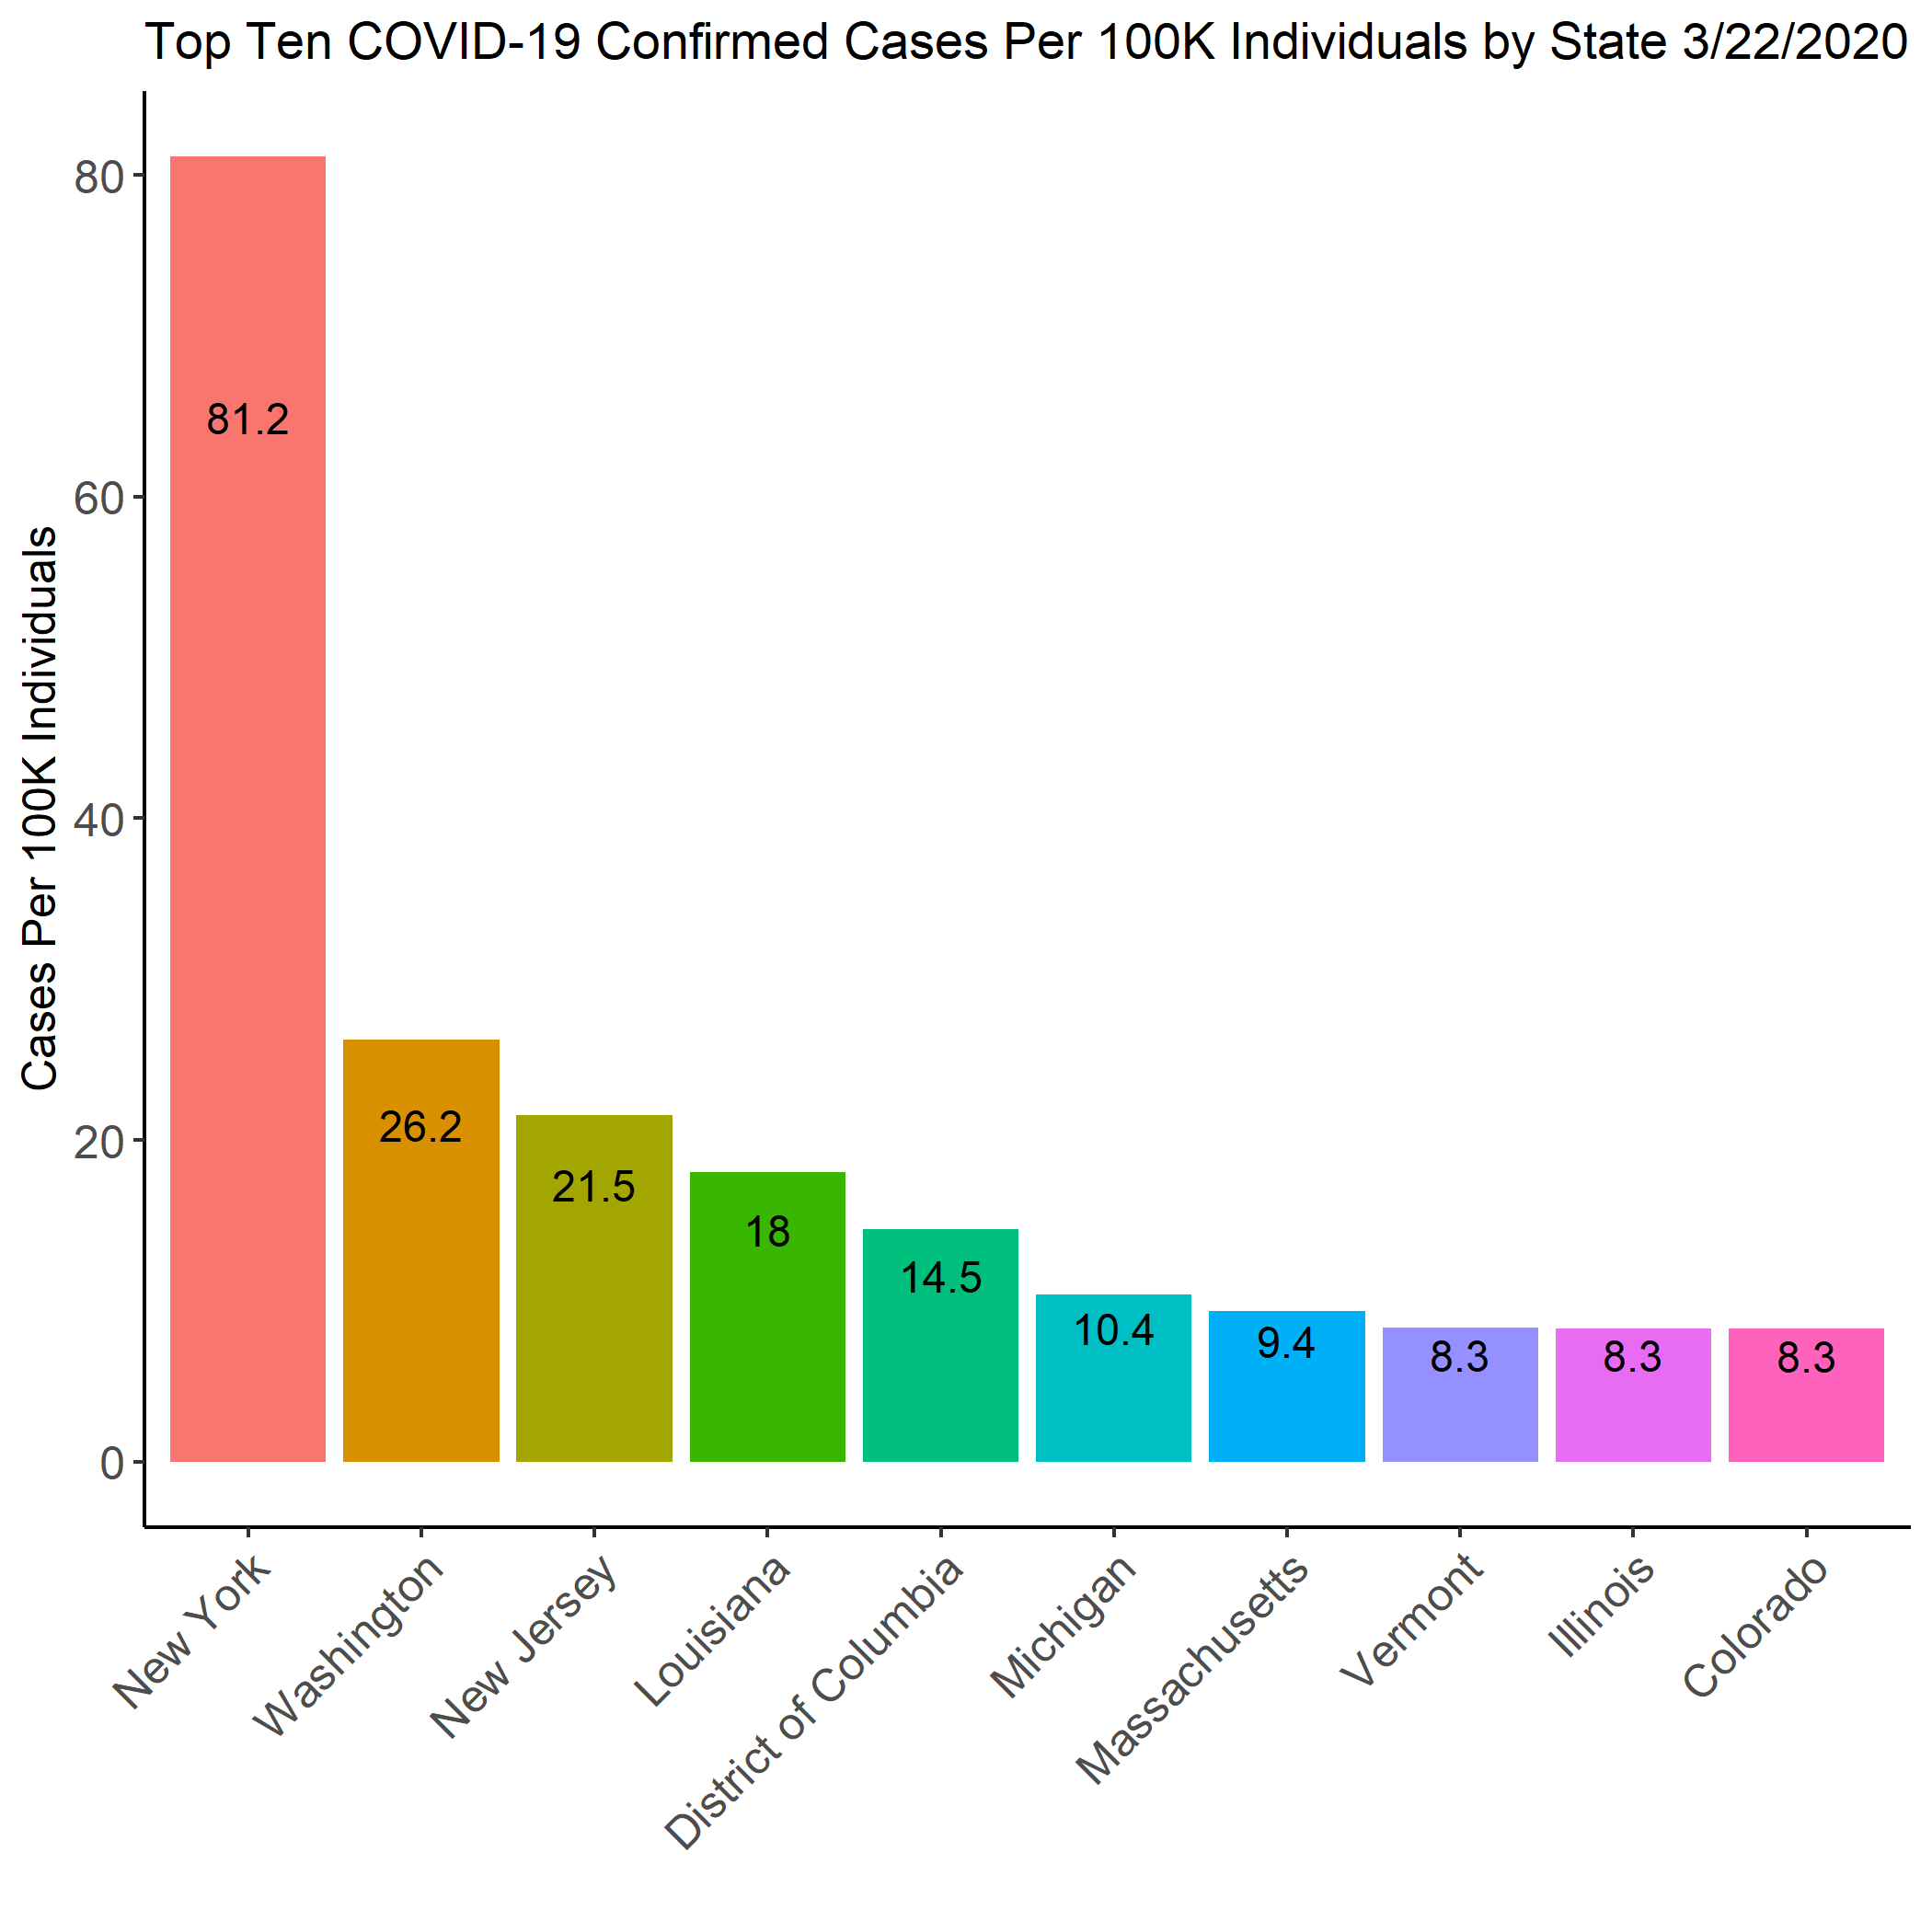 Top Ten COVID-19 Confirmed Cases Per 100K Individuals by State 3/22/2020
Cases Per 100K Individuals
80
60
40
20
0
81.2
26.2
21.5
18
14.5
10.4
9.4
8.3
8.3
8.3
New York
Washington
New Jersey
Louisiana
District of Columbia
Michigan
Massachusetts
Vermont
Illinois
Colorado